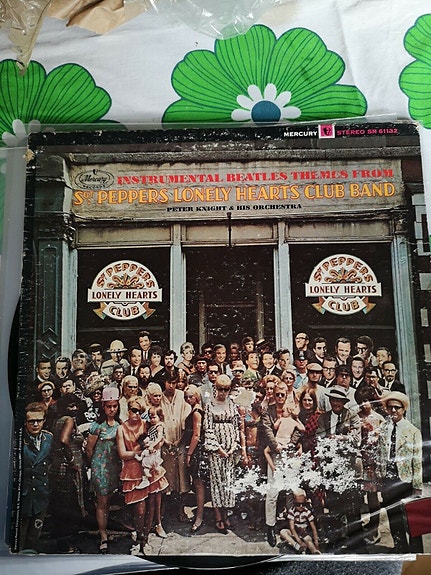 MERCURY STEREO SR 61132
Mercury
INSTRUMENTAL BEATLES THEMES FROM
SGT. PEPPERS LONELY HEARTS CLUB BAND
PETER KNIGHT & HIS ORCHESTRA
SGT. PEPPERS
LONELY HEARTS
CLUB
SGT. PEPPERS
LONELY HEARTS
CLUB